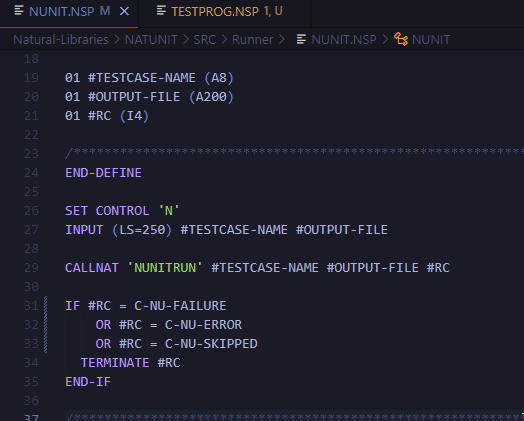 NUNIT.NSP M X TESTPROG.NSP 1, U
Natural-Libraries > NATUNIT > SRC > Runner > NUNIT.NSP > NUNIT
18
19 01 #TESTCASE-NAME (A8)
20 01 #OUTPUT-FILE (A200)
21 01 #RC (I4)
22
23 /************************************************************
24 END-DEFINE
25
26 SET CONTROL 'N'
27 INPUT (LS=250) #TESTCASE-NAME #OUTPUT-FILE
28
29 CALLNAT 'NUNITRUN' #TESTCASE-NAME #OUTPUT-FILE #RC
30
31 IF #RC = C-NU-FAILURE
32 OR #RC = C-NU-ERROR
33 OR #RC = C-NU-SKIPPED
34 TERMINATE #RC
35 END-IF
36
37 /************************************************************